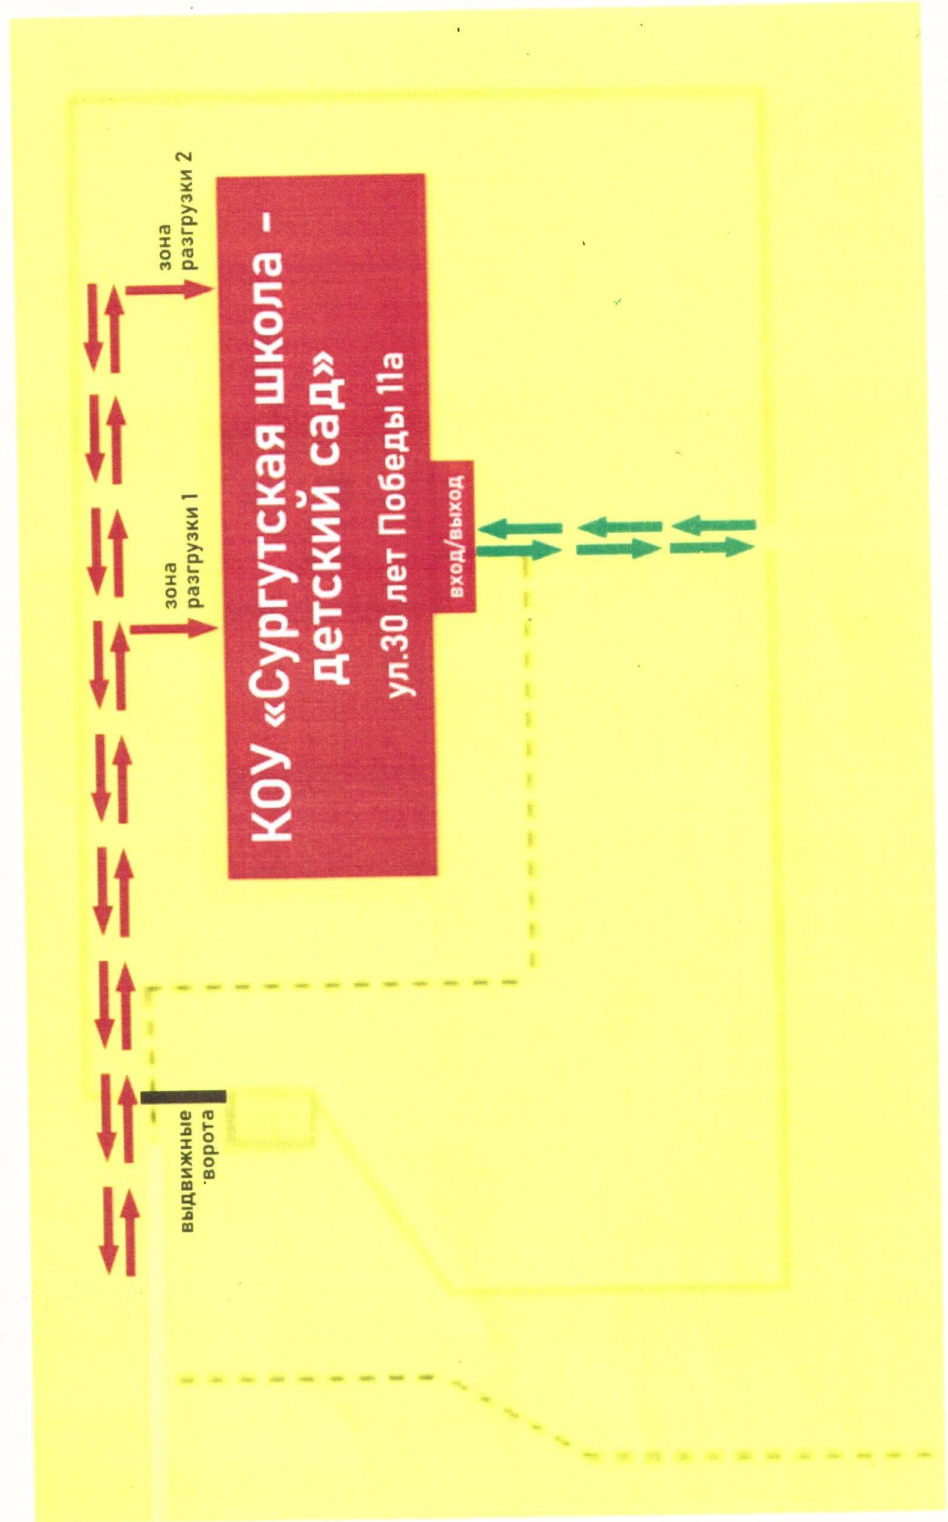 зона
разгрузки 1
зона
разгрузки 2
КОУ «Сургутская школа -
детский сад»
ул.30 лет Победы 11а
вход/выход
выдвижные
ворота